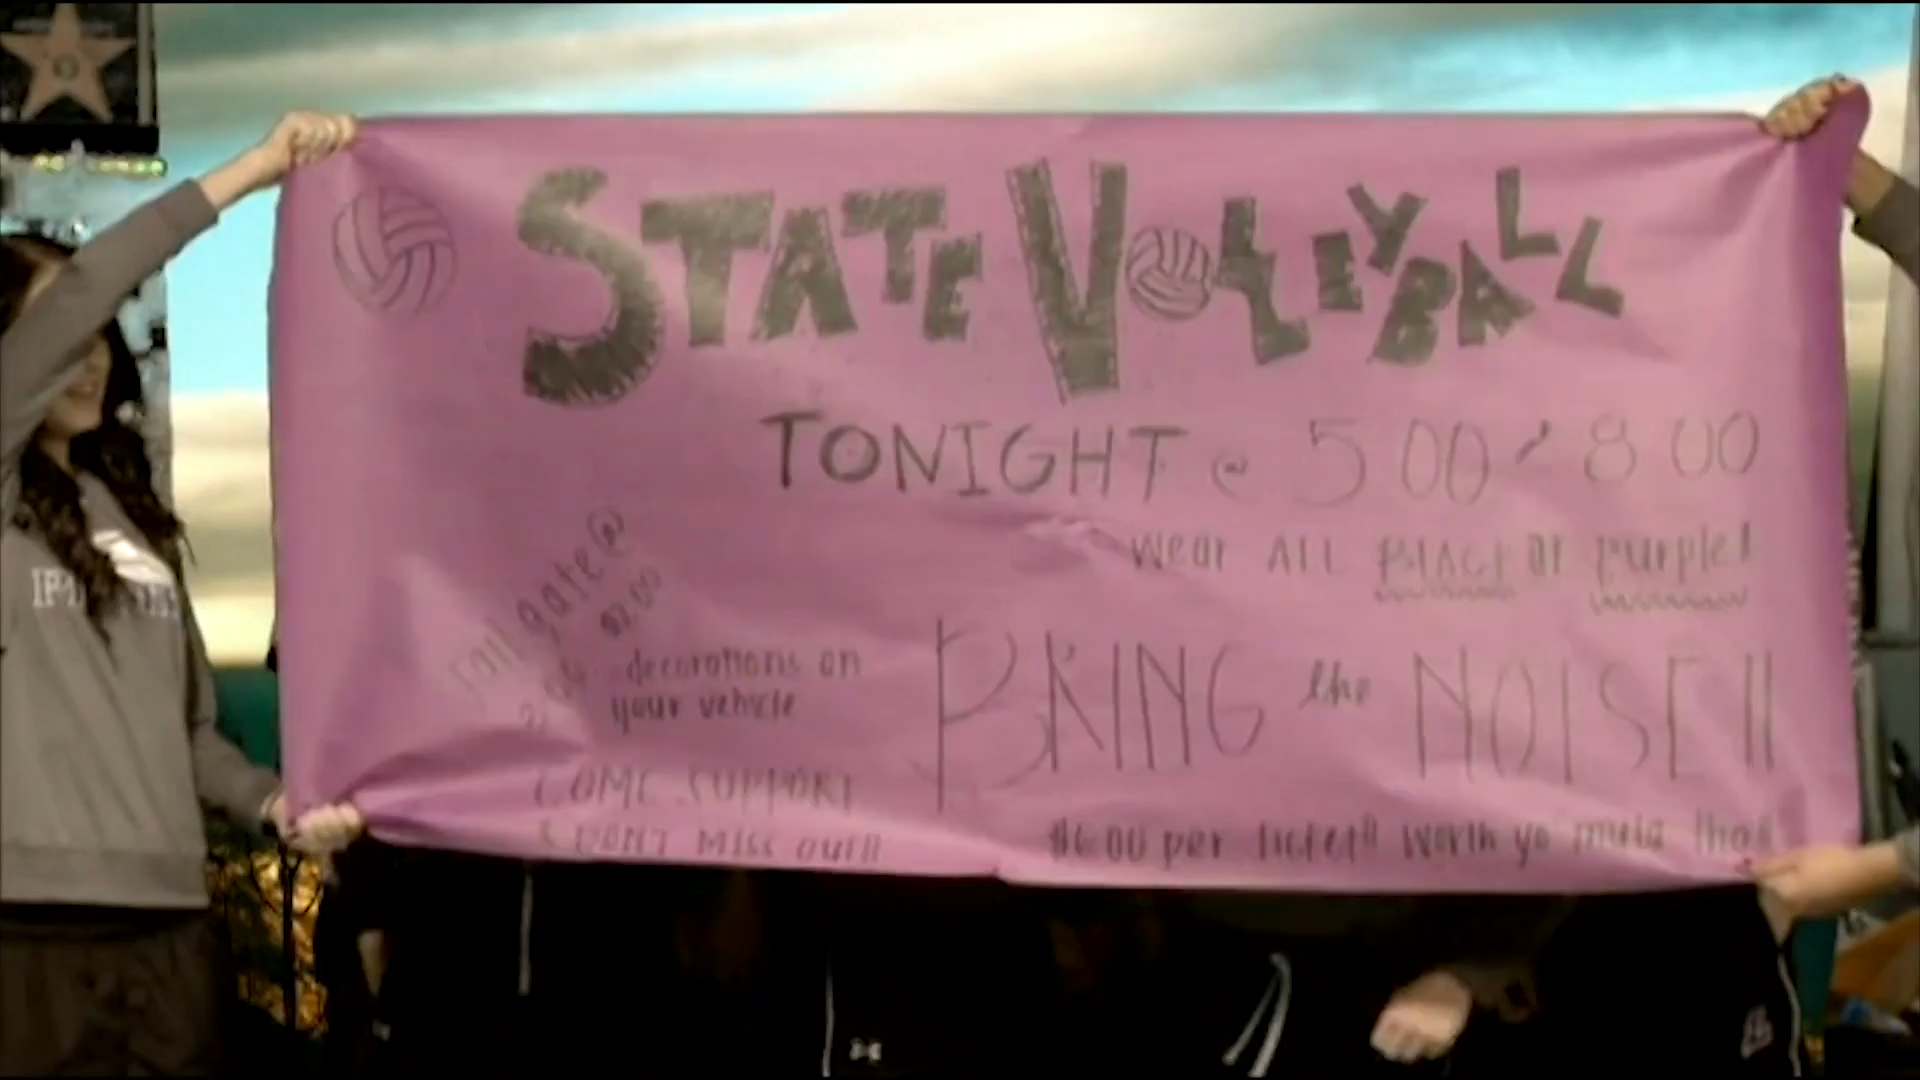 STATE VOLLEYBALL
TONIGHT @ 5 00 / 8 00
wear ALL BLACK or purple!
tailgate @
decorations on
your vehicle
BRING the NOISE!!
COME SUPPORT
& DON'T MISS OUT!!
$6.00 per ticket!! worth yo mula tho!!